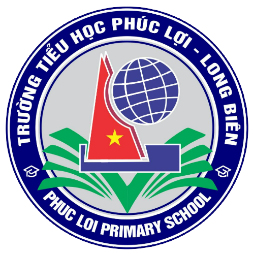 TRƯỜNG TIỂU HỌC PHÚC LỢI - LONG BIÊN
PHUC LOI PRIMARY SCHOOL